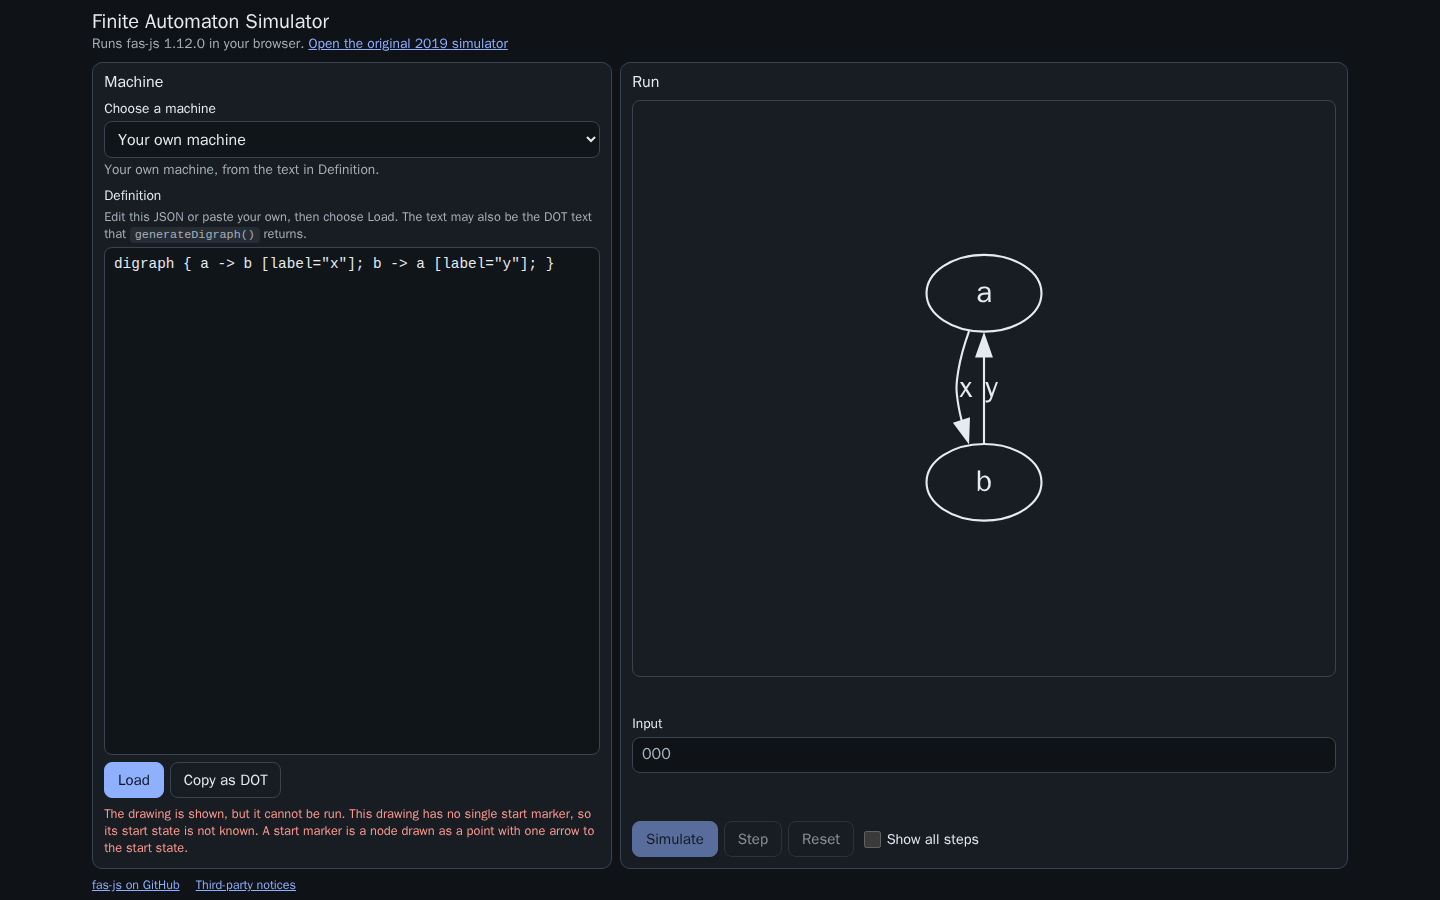 Finite Automaton Simulator
Runs fas-js 1.12.0 in your browser. Open the original 2019 simulator
Machine
Choose a machine
Your own machine
Your own machine, from the text in Definition.
Definition
Edit this JSON or paste your own, then choose Load. The text may also be the DOT text
that generateDigraph() returns.
digraph { a -> b [label="x"]; b -> a [label="y"]; }
Load
Copy as DOT
The drawing is shown, but it cannot be run. This drawing has no single start marker, so
its start state is not known. A start marker is a node drawn as a point with one arrow to
the start state.
Run
a
x y
b
Input
000
Simulate
Step
Reset
Show all steps
fas-js on GitHub
Third-party notices